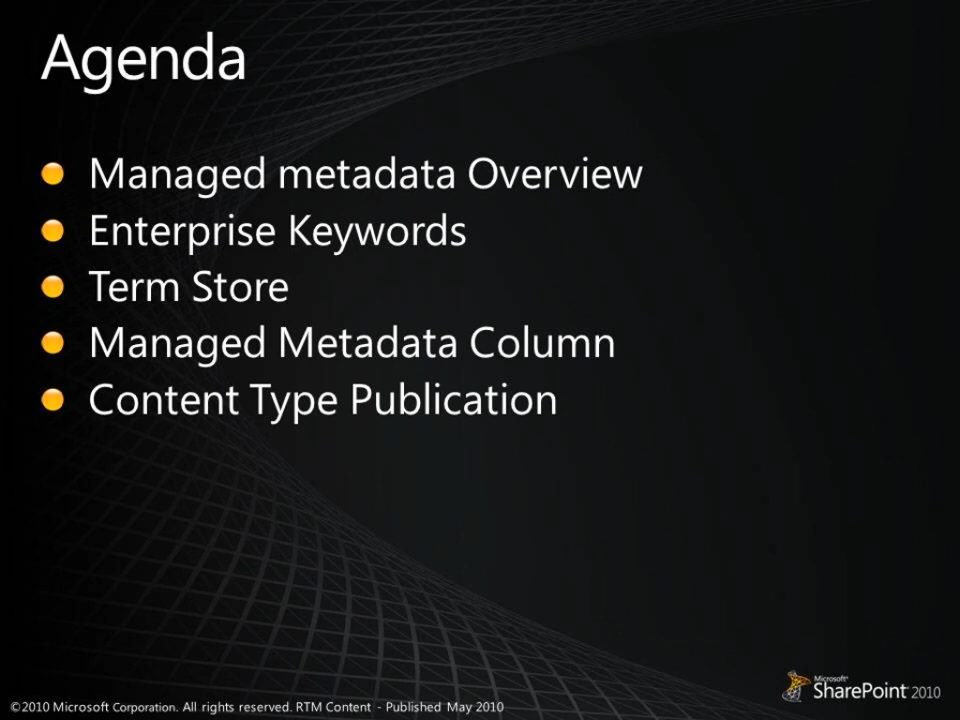 Agenda
Managed metadata Overview
Enterprise Keywords
Term Store
Managed Metadata Column
Content Type Publication
©2010 Microsoft Corporation. All rights reserved. RTM Content - Published May 2010
Microsoft®
SharePoint 2010